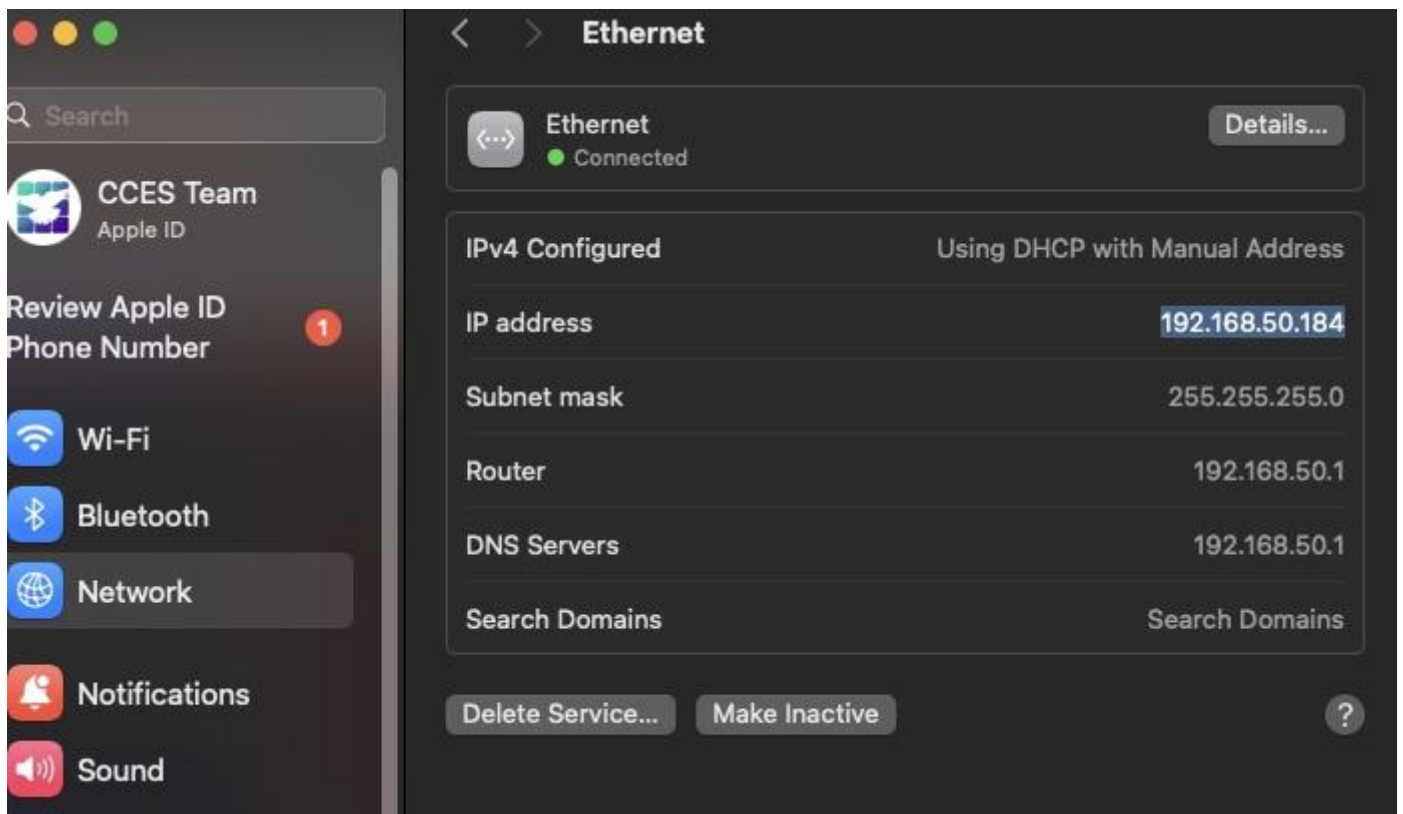 Search
CCES Team
Apple ID
Review Apple ID
Phone Number
1
Wi-Fi
Bluetooth
Network
Notifications
Sound
Ethernet
Ethernet
Details...
Connected
IPv4 Configured
Using DHCP with Manual Address
IP address
192.168.50.184
Subnet mask
255.255.255.0
Router
192.168.50.1
DNS Servers
192.168.50.1
Search Domains
Search Domains
Delete Service...
Make Inactive
?